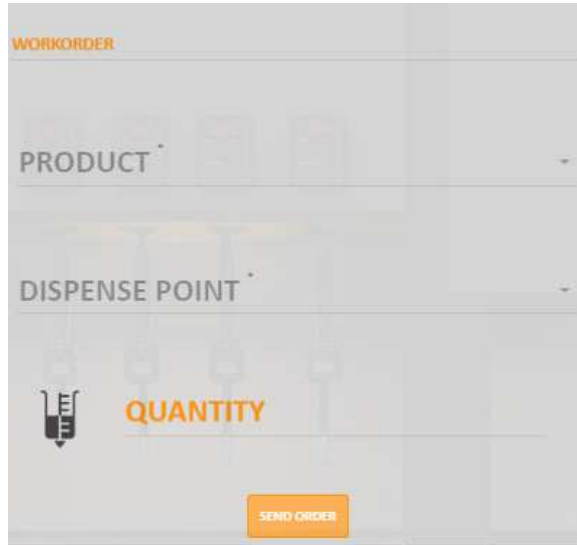 WORKORDER
PRODUCT *
DISPENSE POINT *
QUANTITY
SEND ORDER